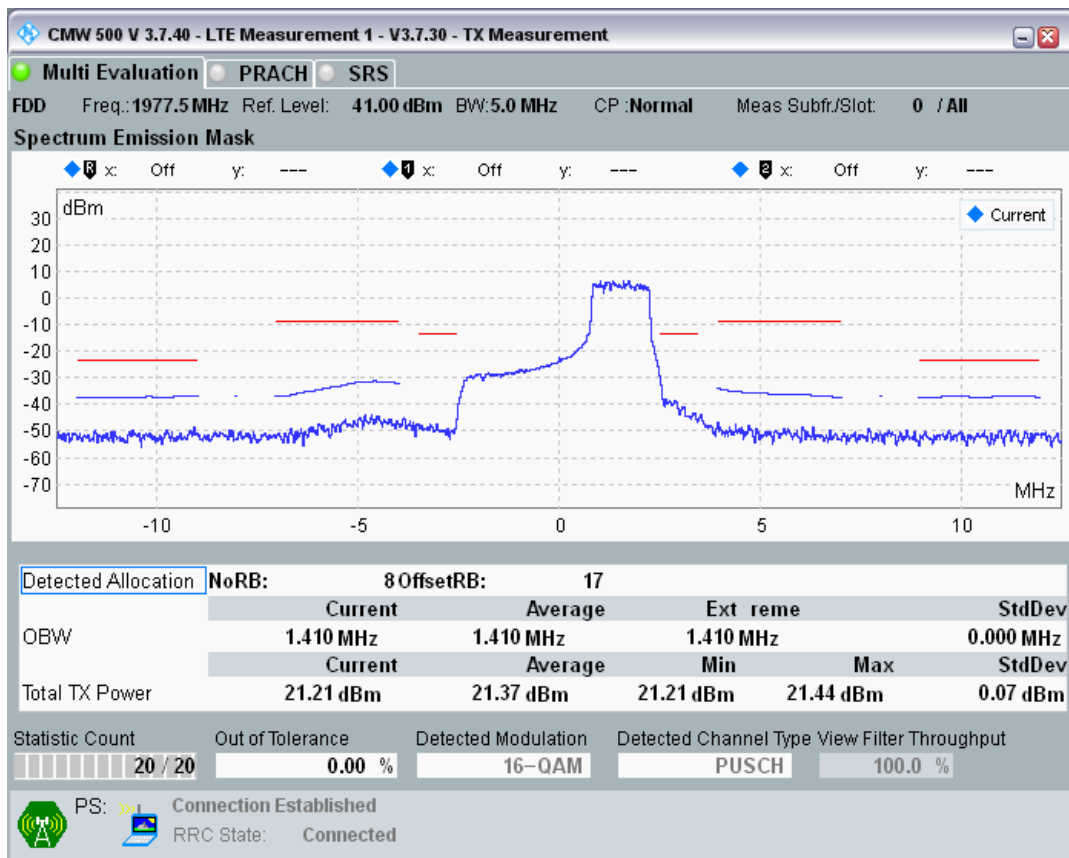 CMW 500 V 3.7.40 - LTE Measurement 1 - V3.7.30 - TX Measurement
Multi Evaluation PRACH SRS
FDD Freq.:1977.5 MHz Ref. Level: 41.00 dBm BW:5.0 MHz CP :Normal Meas Subfr./Slot: 0 / All
Spectrum Emission Mask
R x: Off y: --- 1 x: Off y: --- 2 x: Off y: ---
dBm
Current
30
20
10
0
-10
-20
-30
-40
-50
-60
-70
MHz
-10 -5 0 5 10
Detected Allocation NoRB: 8 OffsetRB: 17
Current Average Ext reme StdDev
OBW 1.410 MHz 1.410 MHz 1.410 MHz 0.000 MHz
Current Average Min Max StdDev
Total TX Power 21.21 dBm 21.37 dBm 21.21 dBm 21.44 dBm 0.07 dBm
Statistic Count Out of Tolerance Detected Modulation Detected Channel Type View Filter Throughput
20 / 20 0.00 % 16-QAM PUSCH 100.0 %
PS: Connection Established
RRC State: Connected